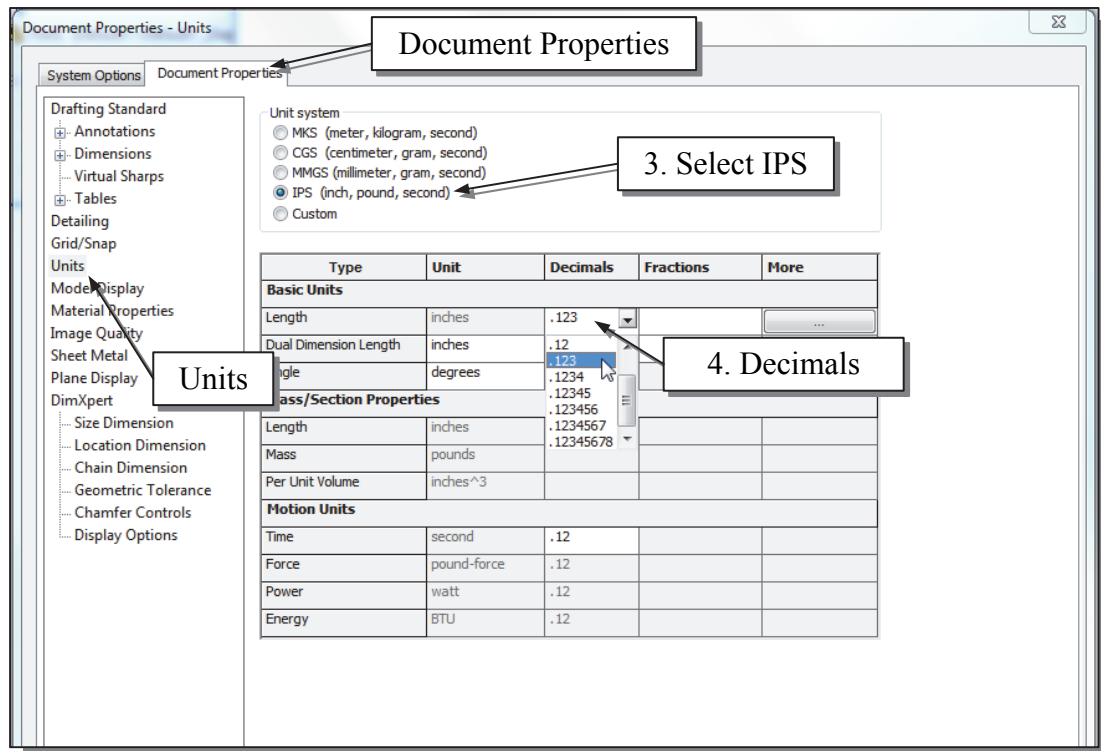 Document Properties - Units
Document Properties
System Options
Document Properties
Drafting Standard
Annotations
Dimensions
Virtual Sharps
Tables
Detailing
Grid/Snap
Units
Model Display
Material Properties
Image Quality
Sheet Metal
Plane Display
DimXpert
Size Dimension
Location Dimension
Chain Dimension
Geometric Tolerance
Chamfer Controls
Display Options
Units
Unit system
MKS (meter, kilogram, second)
CGS (centimeter, gram, second)
MMGS (millimeter, gram, second)
IPS (inch, pound, second)
Custom
3. Select IPS
Type Unit Decimals Fractions More
Basic Units
Length inches .123 ...
Dual Dimension Length inches .12
.123
ngle degrees .1234
.12345
ass/Section Properties
.123456
Length inches .1234567
.12345678
Mass pounds
Per Unit Volume inches^3
4. Decimals
Motion Units
Time second .12
Force pound-force .12
Power watt .12
Energy BTU .12